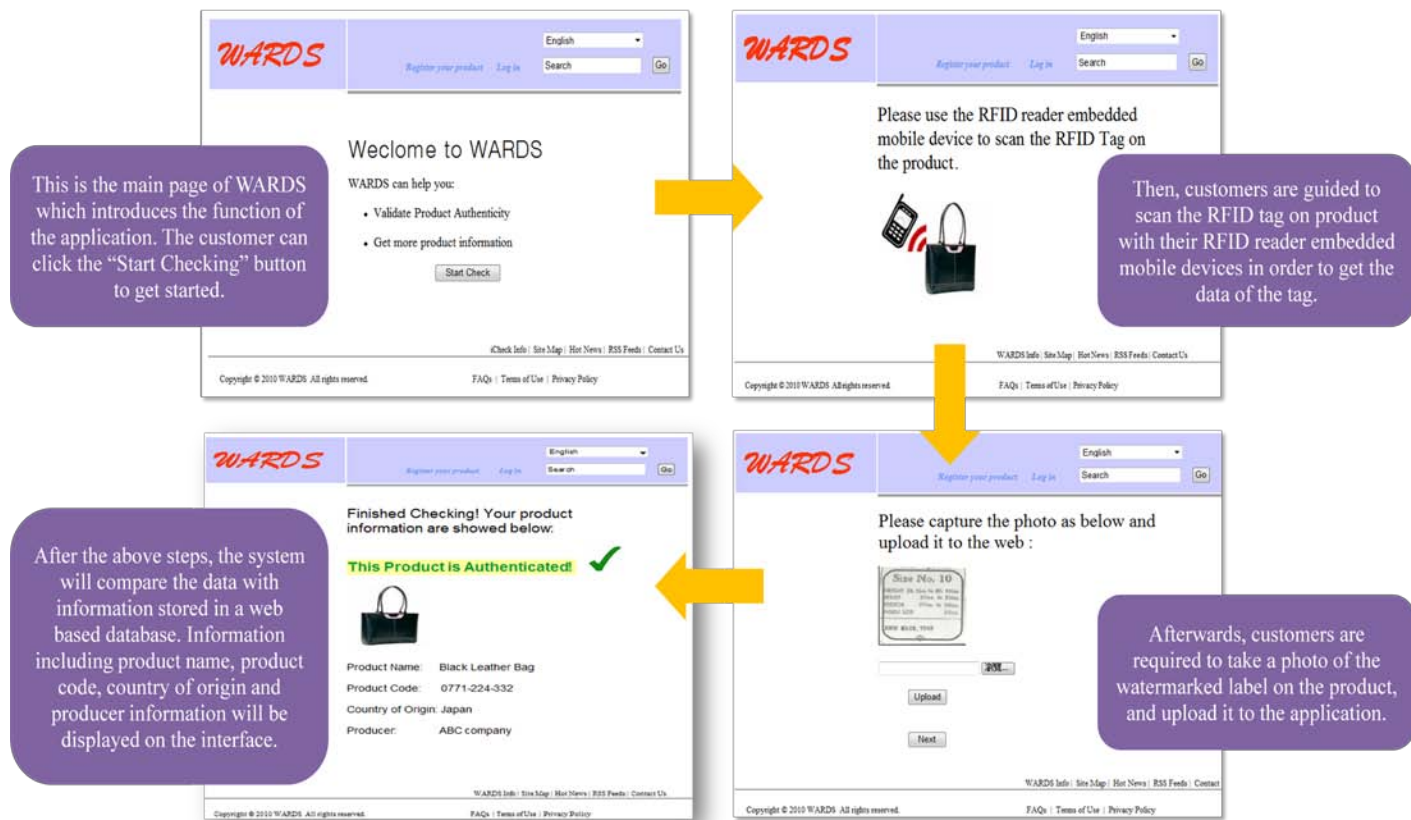 WARDS
English
Register your product Log in
Search
Go
Weclome to WARDS
WARDS can help you:
• Validate Product Authenticity
• Get more product information
Start Check
iCheck Info | Site Map | Hot News | RSS Feeds | Contact Us
Copyright © 2010 WARDS All rights reserved.
FAQs | Terms of Use | Privacy Policy
This is the main page of WARDS
which introduces the function of
the application. The customer can
click the “Start Checking” button
to get started.
WARDS
English
Register your product Log in
Search
Go
Please use the RFID reader embedded
mobile device to scan the RFID Tag on
the product.
WARDS Info | Site Map | Hot News | RSS Feeds | Contact Us
Copyright © 2010 WARDS All rights reserved.
FAQs | Terms of Use | Privacy Policy
Then, customers are guided to
scan the RFID tag on product
with their RFID reader embedded
mobile devices in order to get the
data of the tag.
WARDS
English
Register your product Log in
Search
Go
Please capture the photo as below and
upload it to the web :
Size No. 10
Upload
Next
WARDS Info | Site Map | Hot News | RSS Feeds | Contact
Copyright © 2010 WARDS All rights reserved.
FAQs | Terms of Use | Privacy Policy
Afterwards, customers are
required to take a photo of the
watermarked label on the product,
and upload it to the application.
WARDS
English
Register your product Log in
Search
Go
Finished Checking! Your product
information are showed below:
This Product is Authenticated!
Product Name: Black Leather Bag
Product Code: 0771-224-332
Country of Origin: Japan
Producer: ABC company
WARDS Info | Site Map | Hot News | RSS Feeds | Contact Us
Copyright © 2010 WARDS All rights reserved.
FAQs | Terms of Use | Privacy Policy
After the above steps, the system
will compare the data with
information stored in a web
based database. Information
including product name, product
code, country of origin and
producer information will be
displayed on the interface.